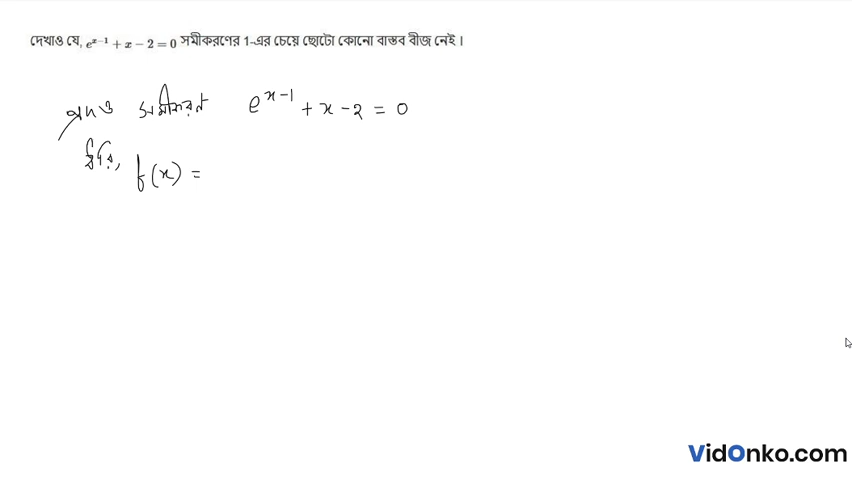 দেখাও যে, e^{x-1} + x - 2 = 0 সমীকরণের 1-এর চেয়ে ছোটো কোনো বাস্তব বীজ নেই।
প্রদত্ত সমীকরণ e^{x-1} + x - 2 = 0
ধরি, f(x) =
VidOnko.com